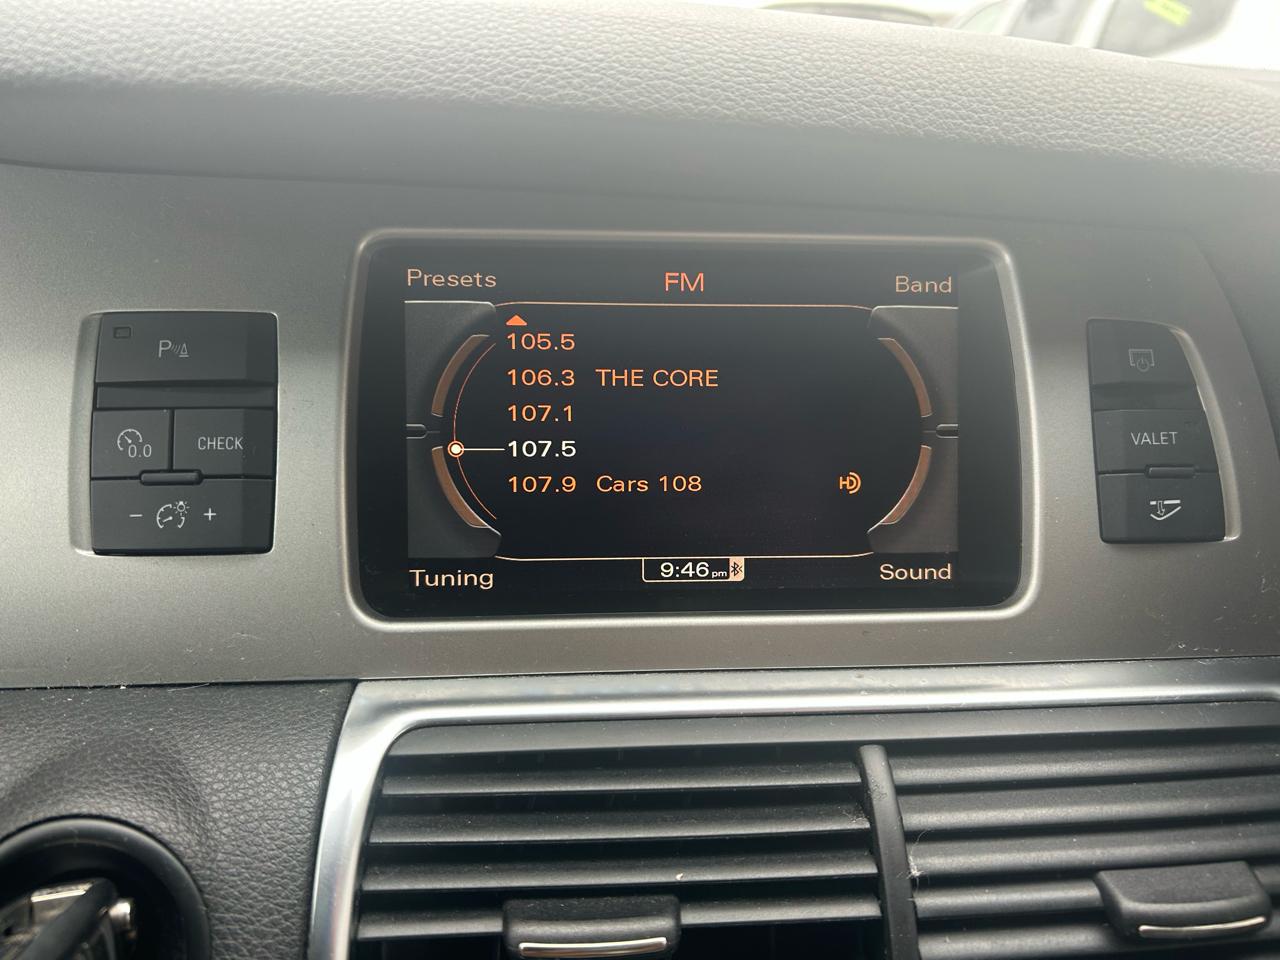 Presets FM Band
105.5
106.3 THE CORE
107.1
107.5
107.9 Cars 108 HD
Tuning 9:46 pm Sound
P
0.0 CHECK
− +
VALET